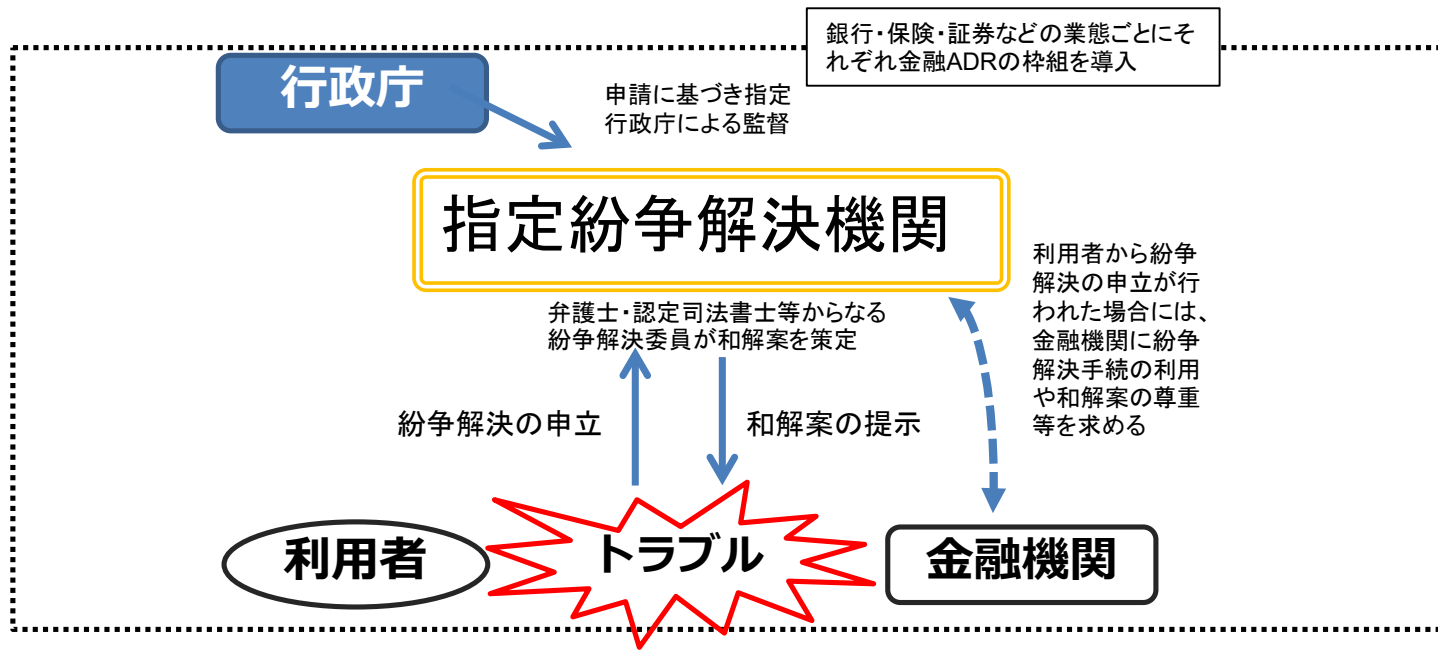 銀行・保険・証券などの業態ごとにそ
れぞれ金融ADRの枠組を導入
行政庁
申請に基づき指定
行政庁による監督
指定紛争解決機関
利用者から紛争
解決の申立が行
われた場合には、
金融機関に紛争
解決手続の利用
や和解案の尊重
等を求める
弁護士・認定司法書士等からなる
紛争解決委員が和解案を策定
紛争解決の申立
和解案の提示
利用者
トラブル
金融機関